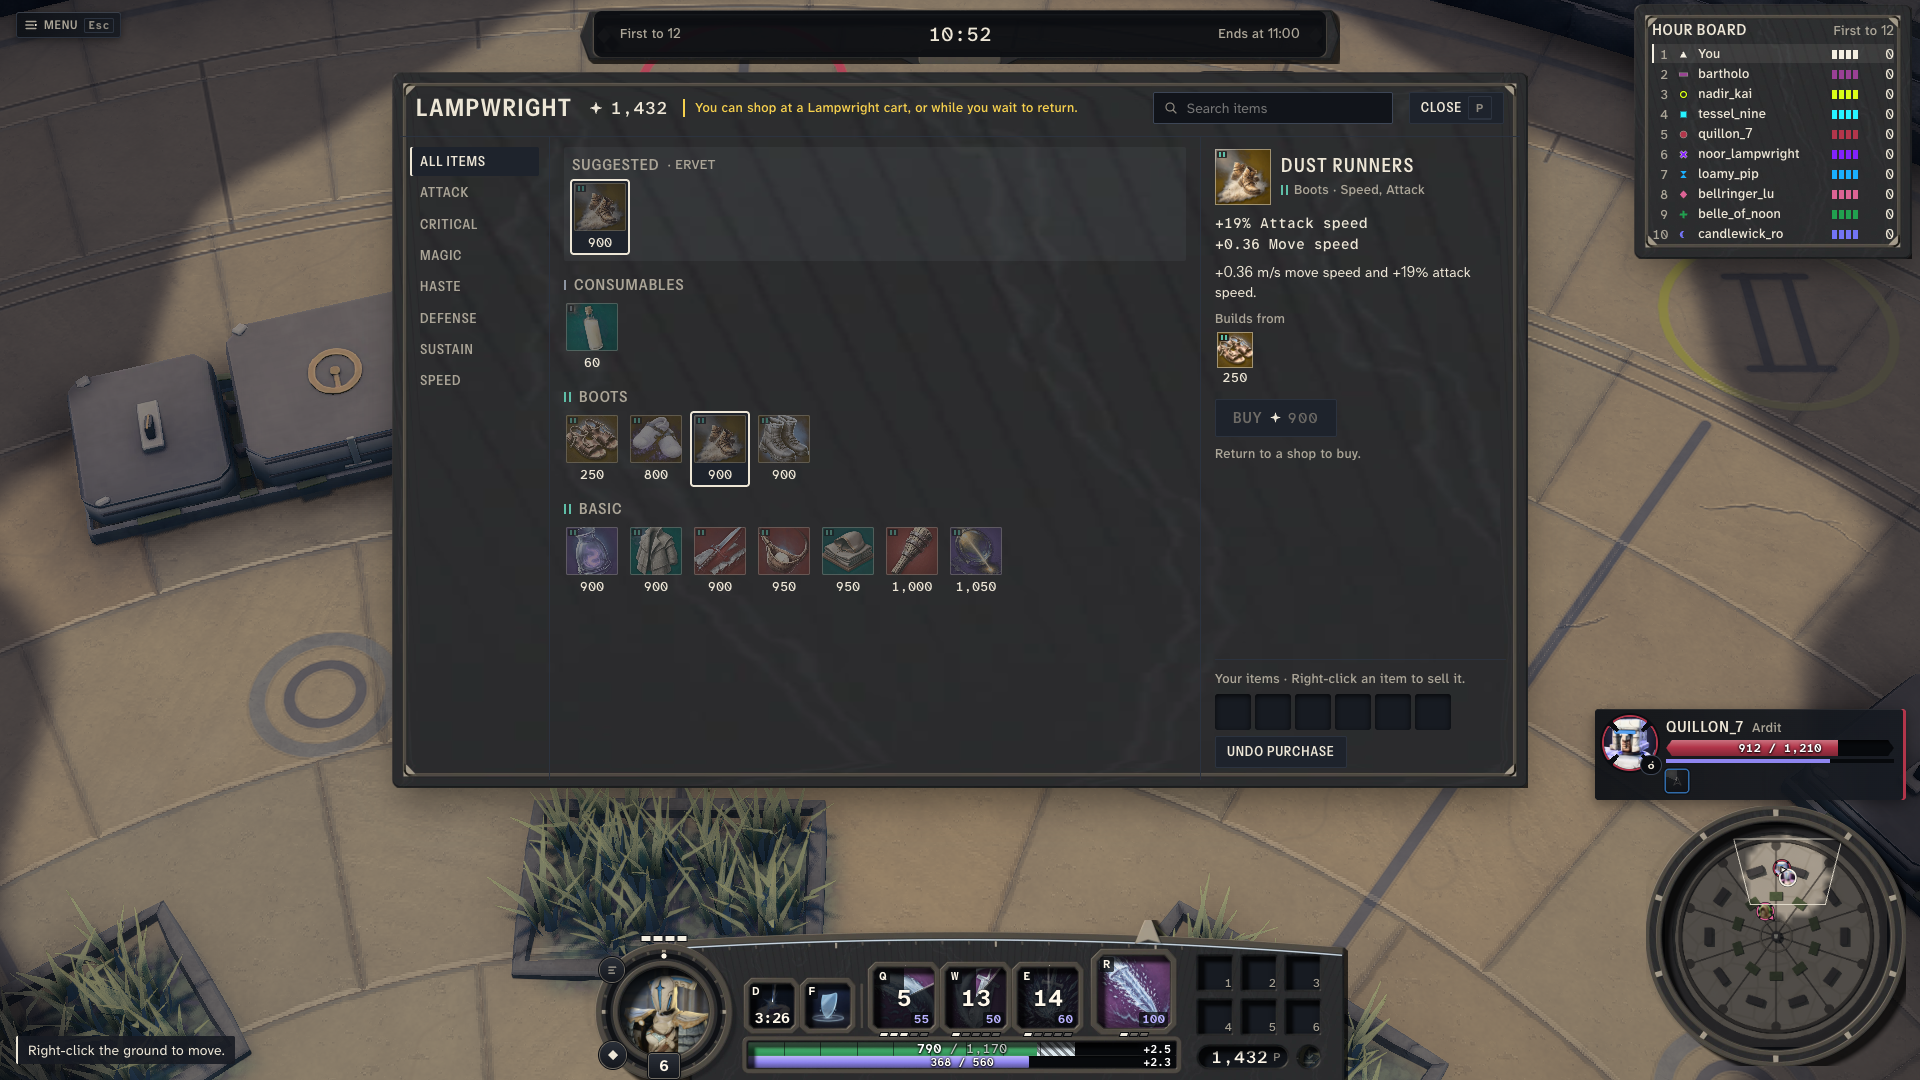 MENU Esc
First to 12
10:52
Ends at 11:00
HOUR BOARD First to 12
1 You 0
2 bartholo 0
3 nadir_kai 0
4 tessel_nine 0
5 quillon_7 0
6 noor_lampwright 0
7 loamy_pip 0
8 bellringer_lu 0
9 belle_of_noon 0
10 candlewick_ro 0
LAMPWRIGHT 1,432 You can shop at a Lampwright cart, or while you wait to return.
Search items
CLOSE P
ALL ITEMS
ATTACK
CRITICAL
MAGIC
HASTE
DEFENSE
SUSTAIN
SPEED
SUGGESTED · ERVET
900
CONSUMABLES
60
BOOTS
250 800 900 900
BASIC
900 900 900 950 950 1,000 1,050
DUST RUNNERS
Boots · Speed, Attack
+19% Attack speed
+0.36 Move speed
+0.36 m/s move speed and +19% attack
speed.
Builds from
250
BUY 900
Return to a shop to buy.
Your items · Right-click an item to sell it.
UNDO PURCHASE
QUILLON_7 Ardit
912 / 1,210
II
Right-click the ground to move.
6
D 3:26
F
Q 5 55
W 13 50
E 14 60
R 100
790 / 1,170 +2.5
368 / 560 +2.3
1 2 3
4 5 6
1,432 P